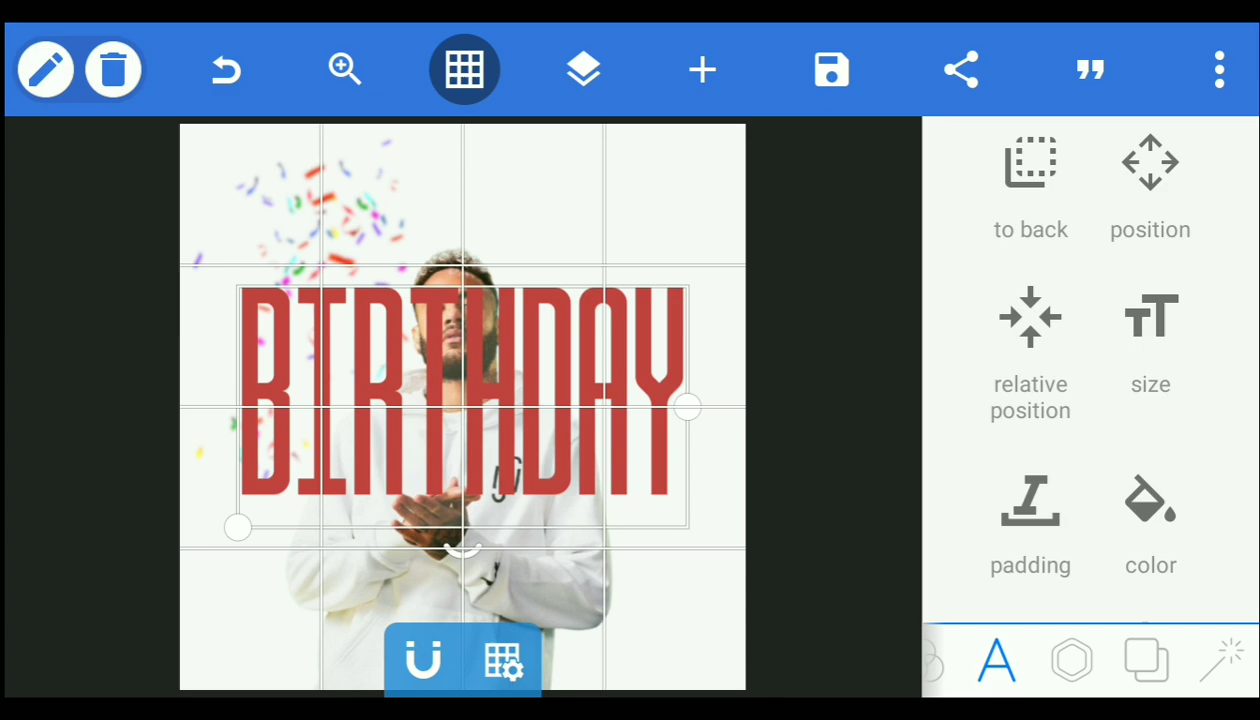 to back
position
BIRTHDAY
relative
position
size
padding
color